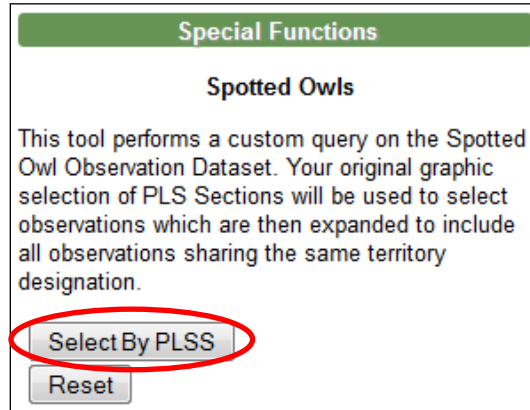 Special Functions
Spotted Owls
This tool performs a custom query on the Spotted
Owl Observation Dataset. Your original graphic
selection of PLS Sections will be used to select
observations which are then expanded to include
all observations sharing the same territory
designation.
Select By PLSS
Reset